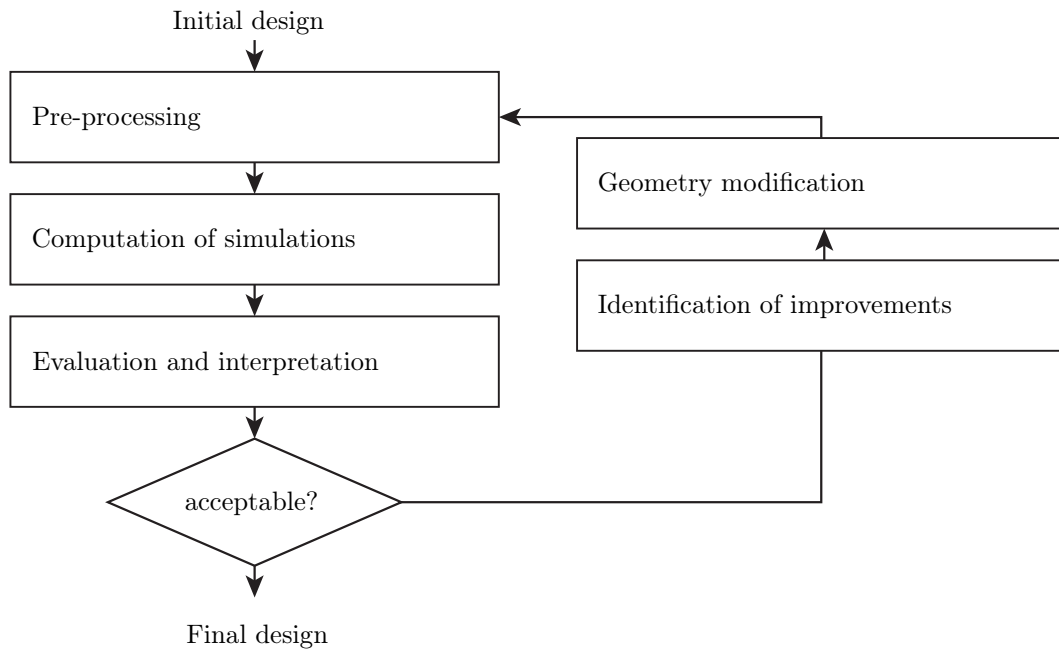 Initial design
Pre-processing
Computation of simulations
Evaluation and interpretation
acceptable?
Final design
Geometry modification
Identification of improvements